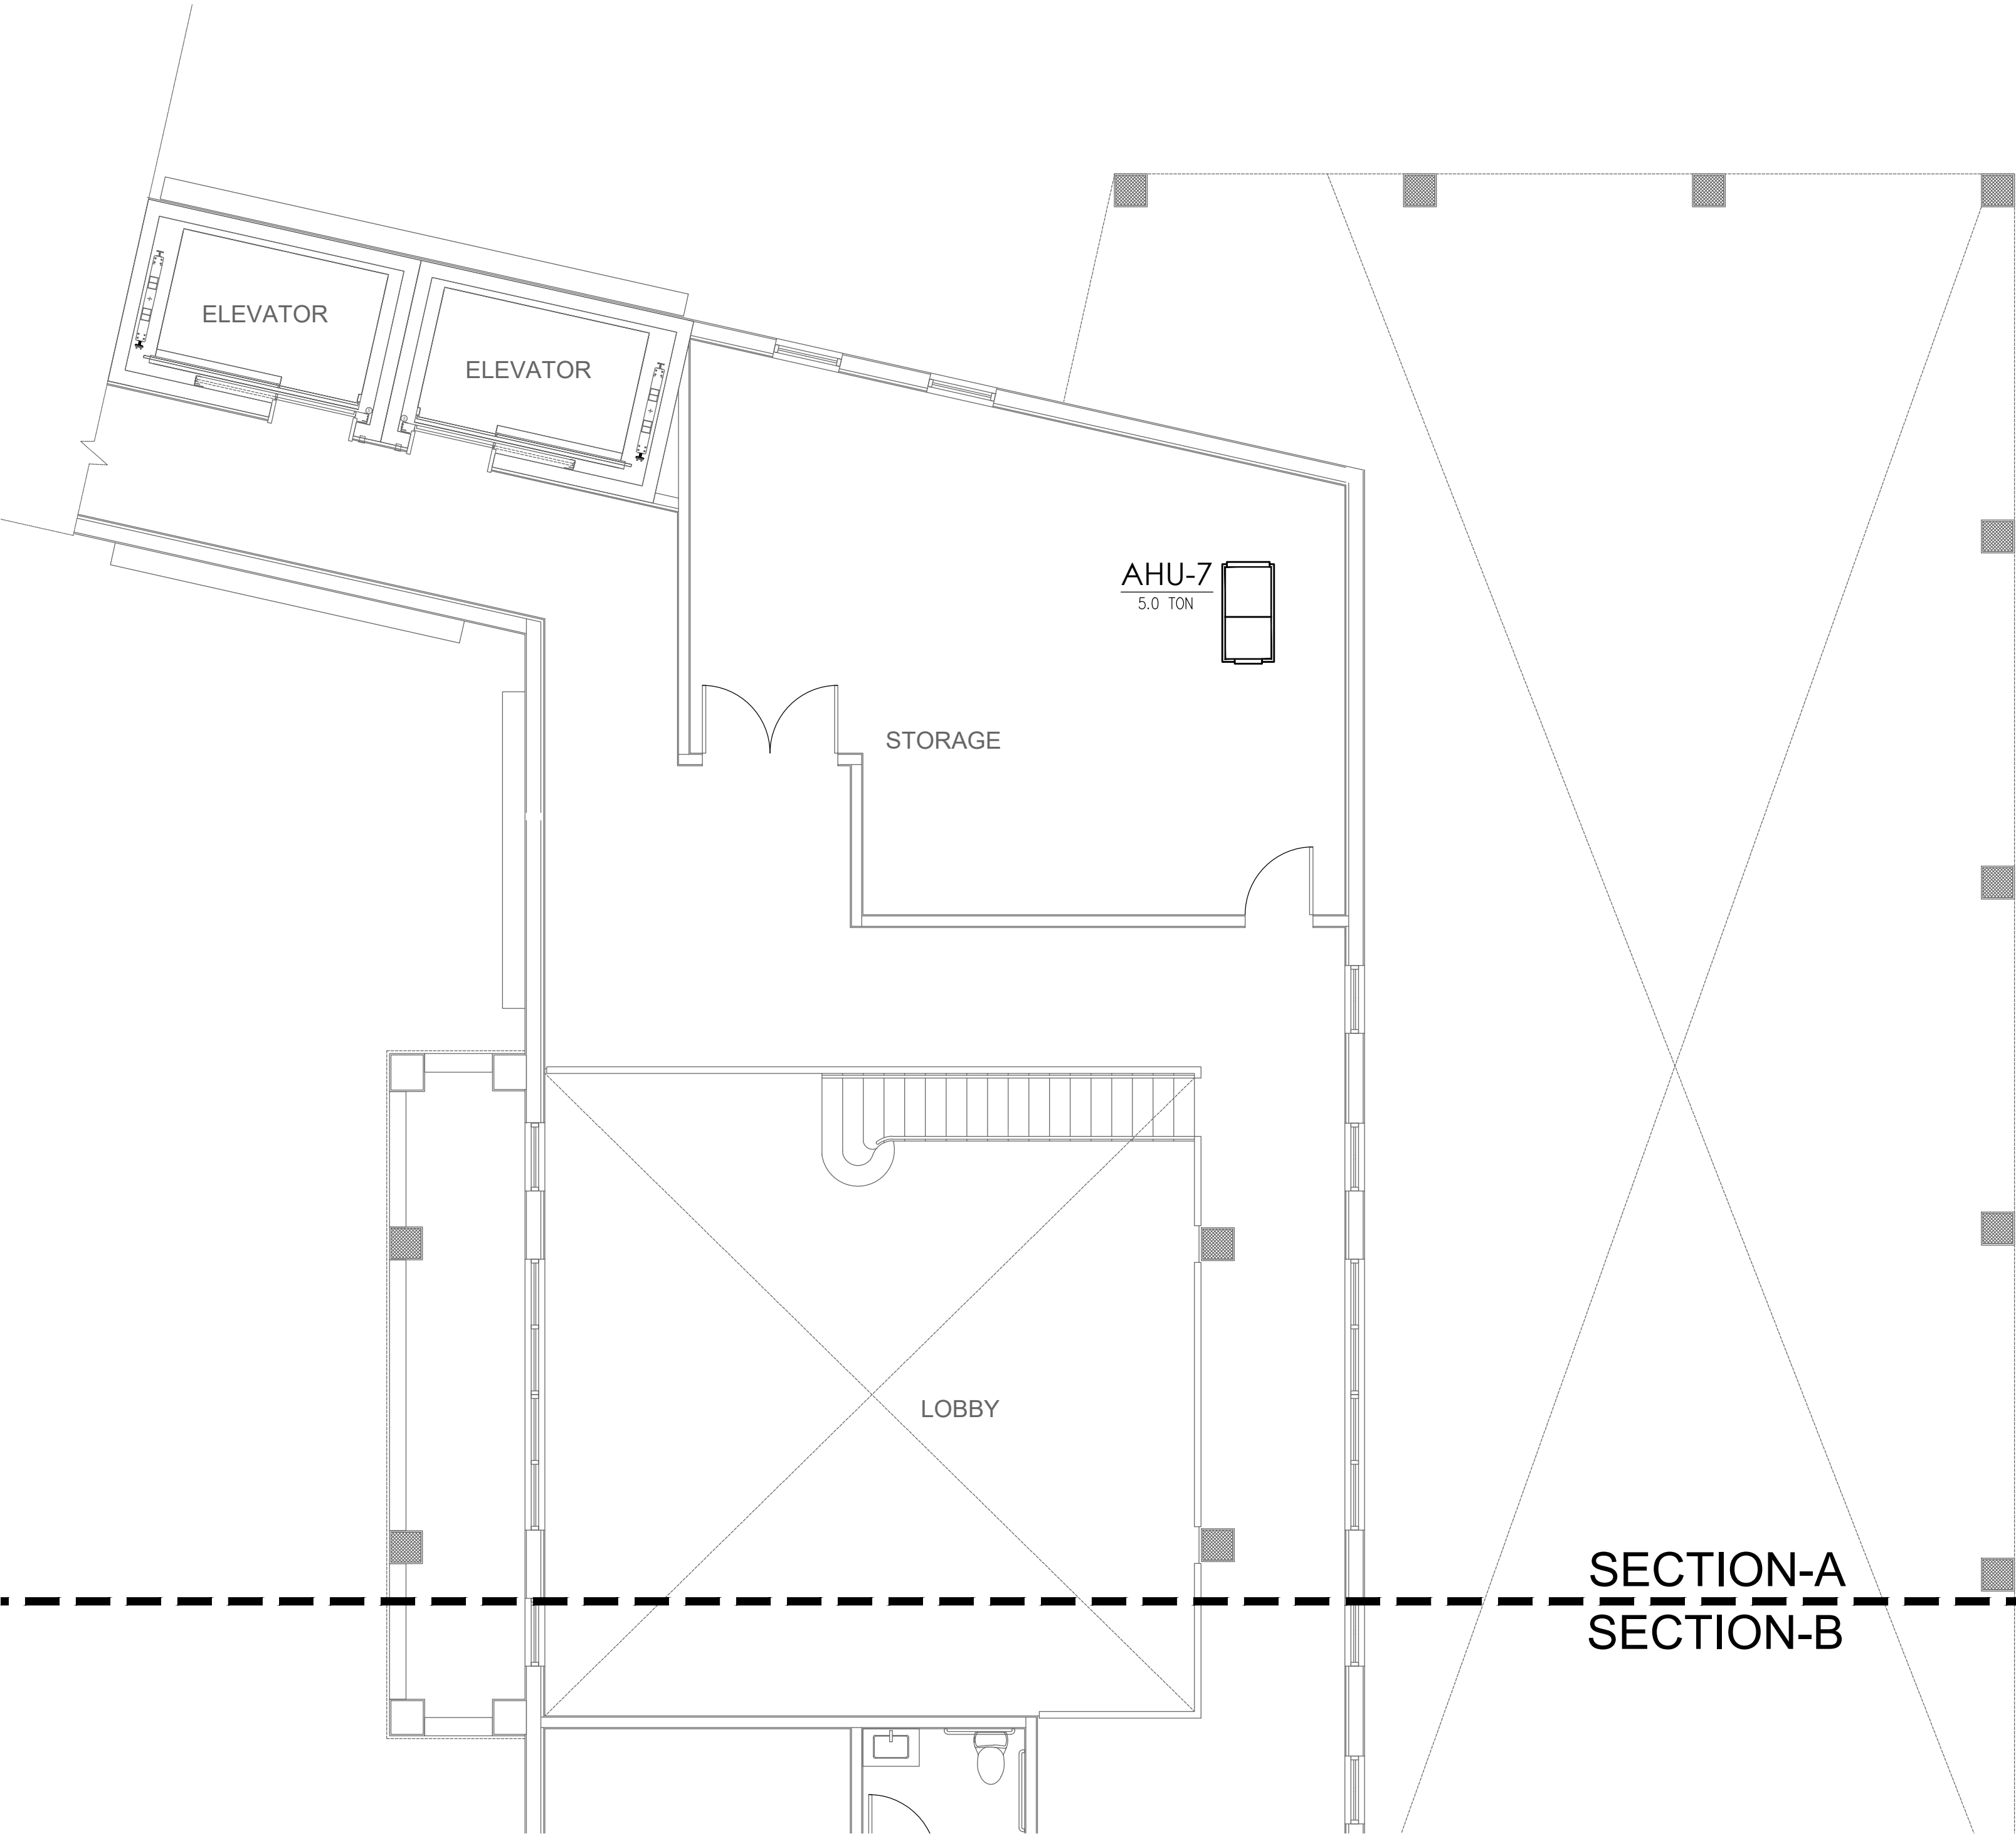 ELEVATOR
ELEVATOR
AHU-7
5.0 TON
STORAGE
LOBBY
SECTION-A
SECTION-B